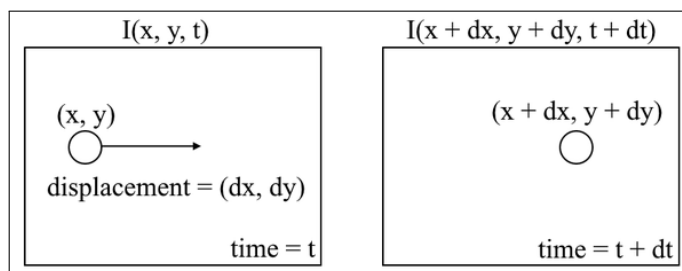 I(x, y, t)
(x, y)
displacement = (dx, dy)
time = t
I(x + dx, y + dy, t + dt)
(x + dx, y + dy)
time = t + dt